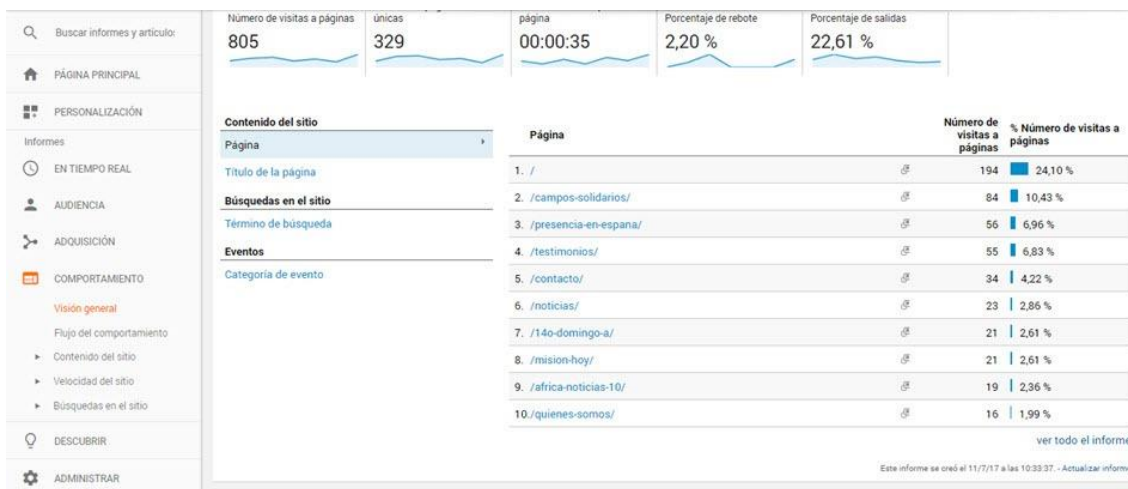 Buscar informes y artículo:
PÁGINA PRINCIPAL
PERSONALIZACIÓN
Informes
EN TIEMPO REAL
AUDIENCIA
ADQUISICIÓN
COMPORTAMIENTO
Visión general
Flujo del comportamiento
Contenido del sitio
Velocidad del sitio
Búsquedas en el sitio
DESCUBRIR
ADMINISTRAR
Número de visitas a páginas
805
únicas
329
página
00:00:35
Porcentaje de rebote
2,20 %
Porcentaje de salidas
22,61 %
Contenido del sitio
Página
Título de la página
Búsquedas en el sitio
Término de búsqueda
Eventos
Categoría de evento
Página Número de visitas a páginas % Número de visitas a páginas
1. / 194 24,10 %
2. /campos-solidarios/ 84 10,43 %
3. /presencia-en-espana/ 56 6,96 %
4. /testimonios/ 55 6,83 %
5. /contacto/ 34 4,22 %
6. /noticias/ 23 2,86 %
7. /14o-domingo-a/ 21 2,61 %
8. /mision-hoy/ 21 2,61 %
9. /africa-noticias-10/ 19 2,36 %
10./quienes-somos/ 16 1,99 %
ver todo el informe
Este informe se creó el 11/7/17 a las 10:33:37. - Actualizar informe